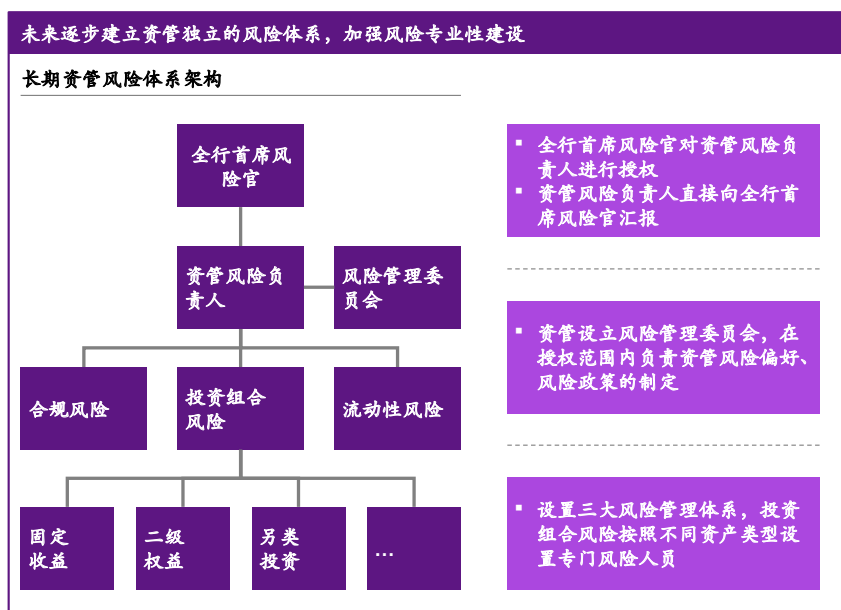 未来逐步建立资管独立的风险体系，加强风险专业性建设
长期资管风险体系架构
全行首席风
险官
资管风险负
责人
风险管理委
员会
合规风险
投资组合
风险
流动性风险
固定
收益
二级
权益
另类
投资
...
▪ 全行首席风险官对资管风险负
责人进行授权
▪ 资管风险负责人直接向全行首
席风险官汇报
▪ 资管设立风险管理委员会，在
授权范围内负责资管风险偏好、
风险政策的制定
▪ 设置三大风险管理体系，投资
组合风险按照不同资产类型设
置专门风险人员